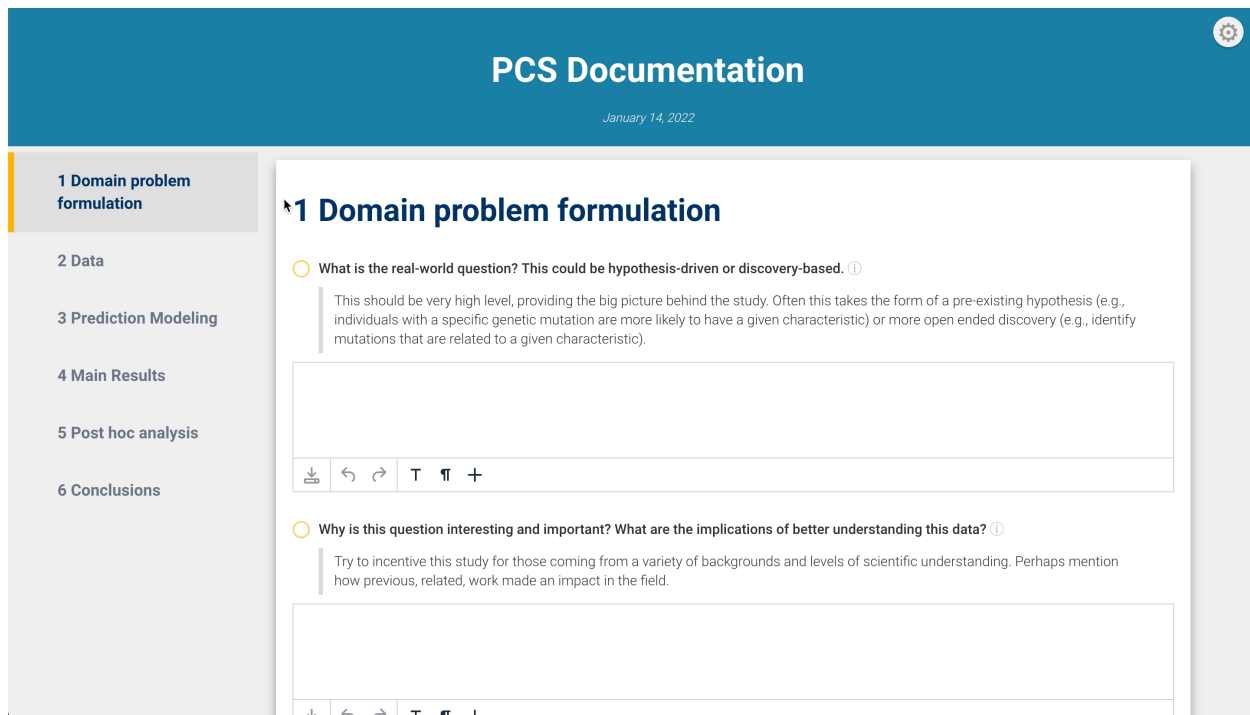 PCS Documentation
January 14, 2022
1 Domain problem
formulation
2 Data
3 Prediction Modeling
4 Main Results
5 Post hoc analysis
6 Conclusions
1 Domain problem formulation
What is the real-world question? This could be hypothesis-driven or discovery-based.
This should be very high level, providing the big picture behind the study. Often this takes the form of a pre-existing hypothesis (e.g.,
individuals with a specific genetic mutation are more likely to have a given characteristic) or more open ended discovery (e.g., identify
mutations that are related to a given characteristic).
Why is this question interesting and important? What are the implications of better understanding this data?
Try to incentive this study for those coming from a variety of backgrounds and levels of scientific understanding. Perhaps mention
how previous, related, work made an impact in the field.